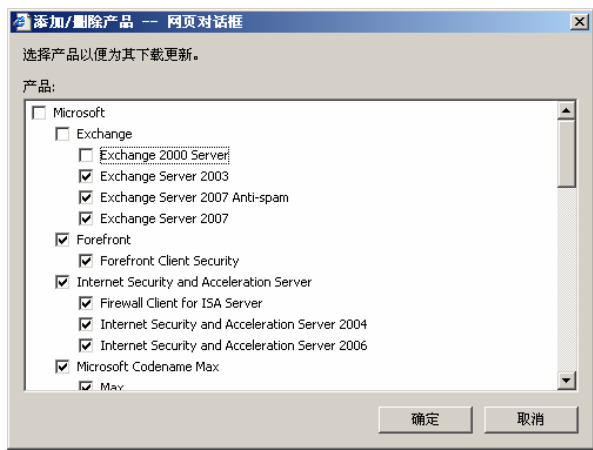 添加/删除产品 -- 网页对话框
选择产品以便为其下载更新。
产品:
Microsoft
Exchange
Exchange 2000 Server
Exchange Server 2003
Exchange Server 2007 Anti-spam
Exchange Server 2007
Forefront
Forefront Client Security
Internet Security and Acceleration Server
Firewall Client for ISA Server
Internet Security and Acceleration Server 2004
Internet Security and Acceleration Server 2006
Microsoft Codename Max
Max
确定
取消